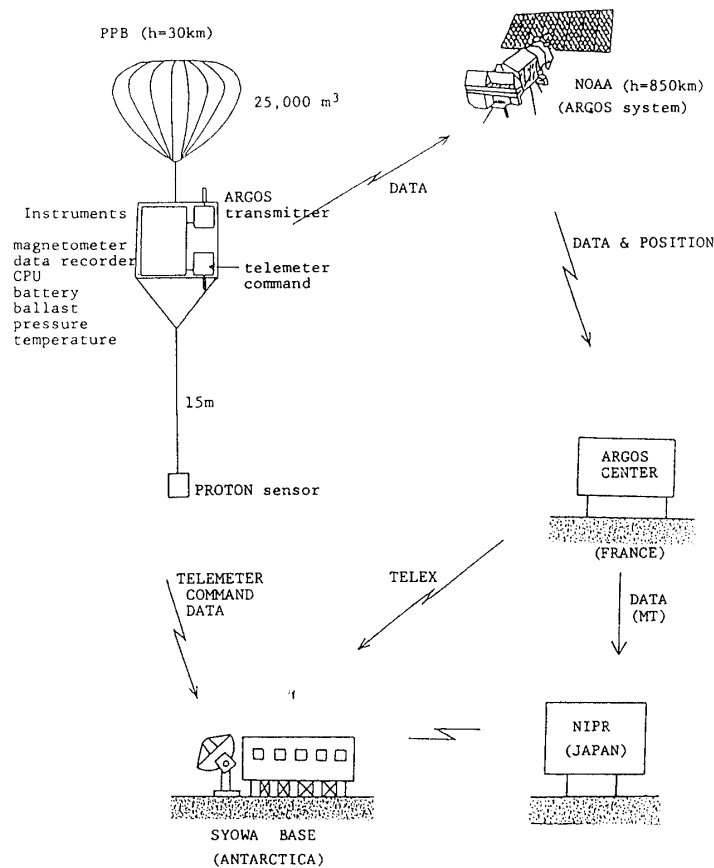 PPB (h=30km)
25,000 m³
NOAA (h=850km)
(ARGOS system)
DATA
ARGOS
transmitter
Instruments
magnetometer
data recorder
CPU
battery
ballast
pressure
temperature
telemeter
command
DATA & POSITION
15m
PROTON sensor
ARGOS
CENTER
(FRANCE)
TELEMETER
COMMAND
DATA
TELEX
DATA
(MT)
NIPR
(JAPAN)
SYOWA BASE
(ANTARCTICA)